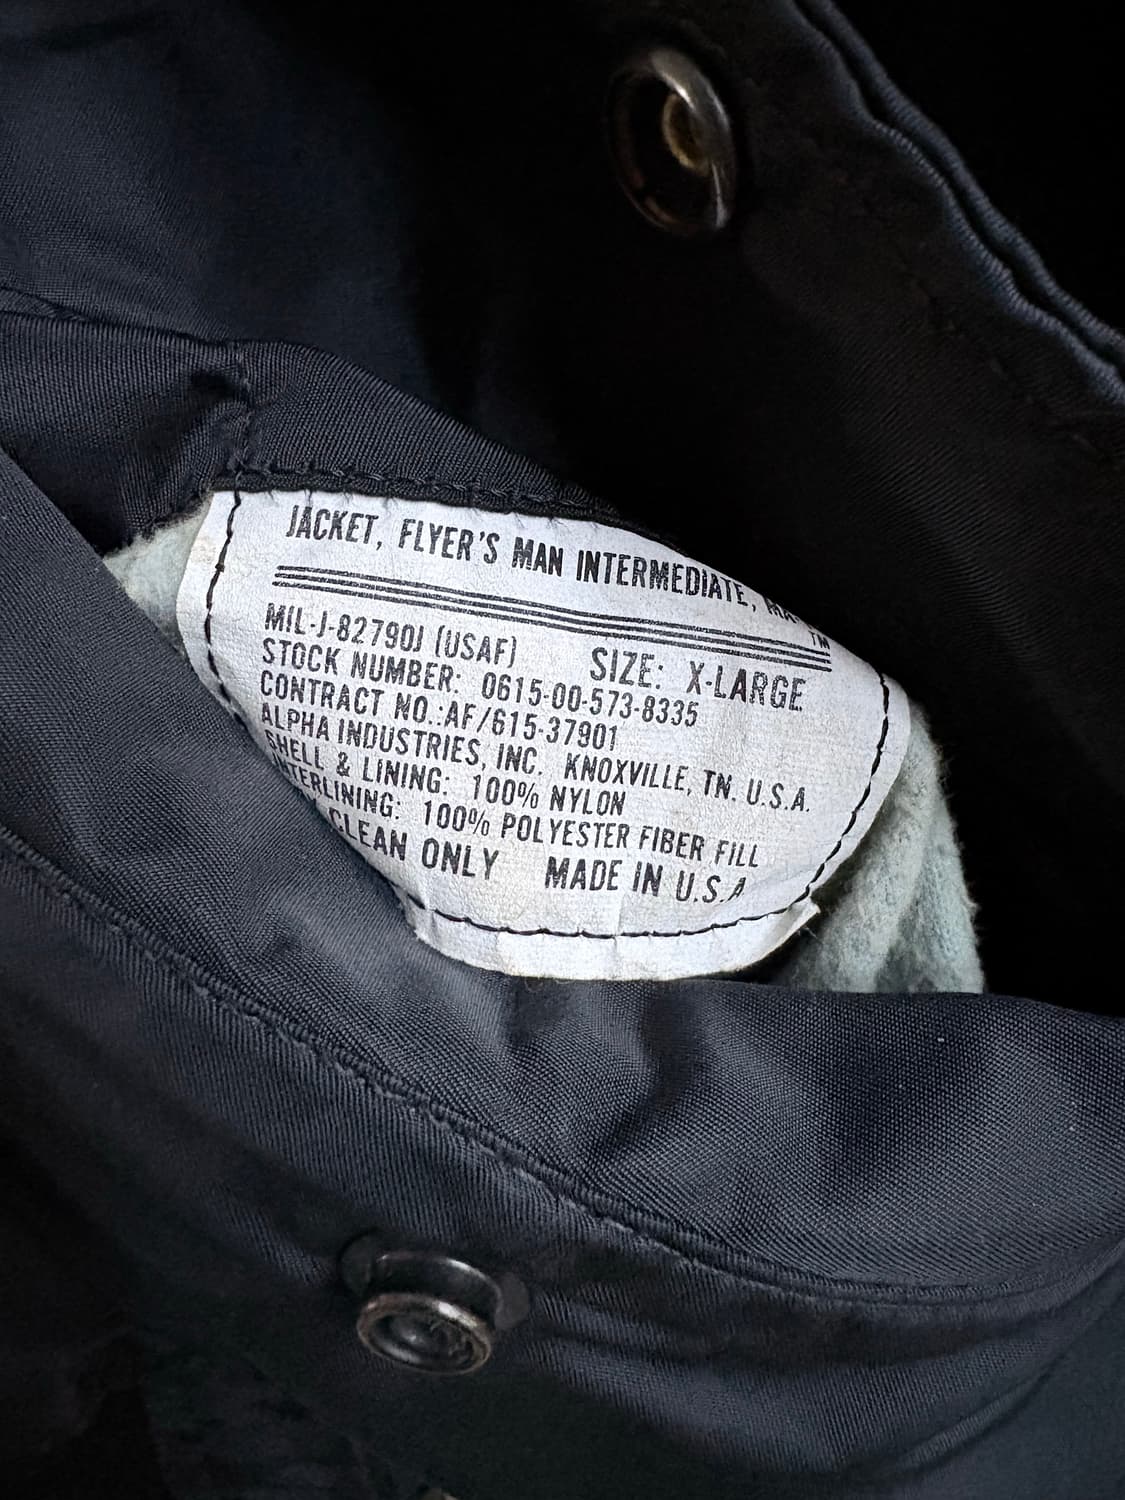 JACKET, FLYER'S MAN INTERMEDIATE, MA-
TM
MIL-J-82790J (USAF) SIZE: X-LARGE
STOCK NUMBER: 0615-00-573-8335
CONTRACT NO.:AF/615-37901
ALPHA INDUSTRIES, INC. KNOXVILLE, TN. U.S.A.
SHELL & LINING: 100% NYLON
INTERLINING: 100% POLYESTER FIBER FILL
CLEAN ONLY MADE IN U.S.A